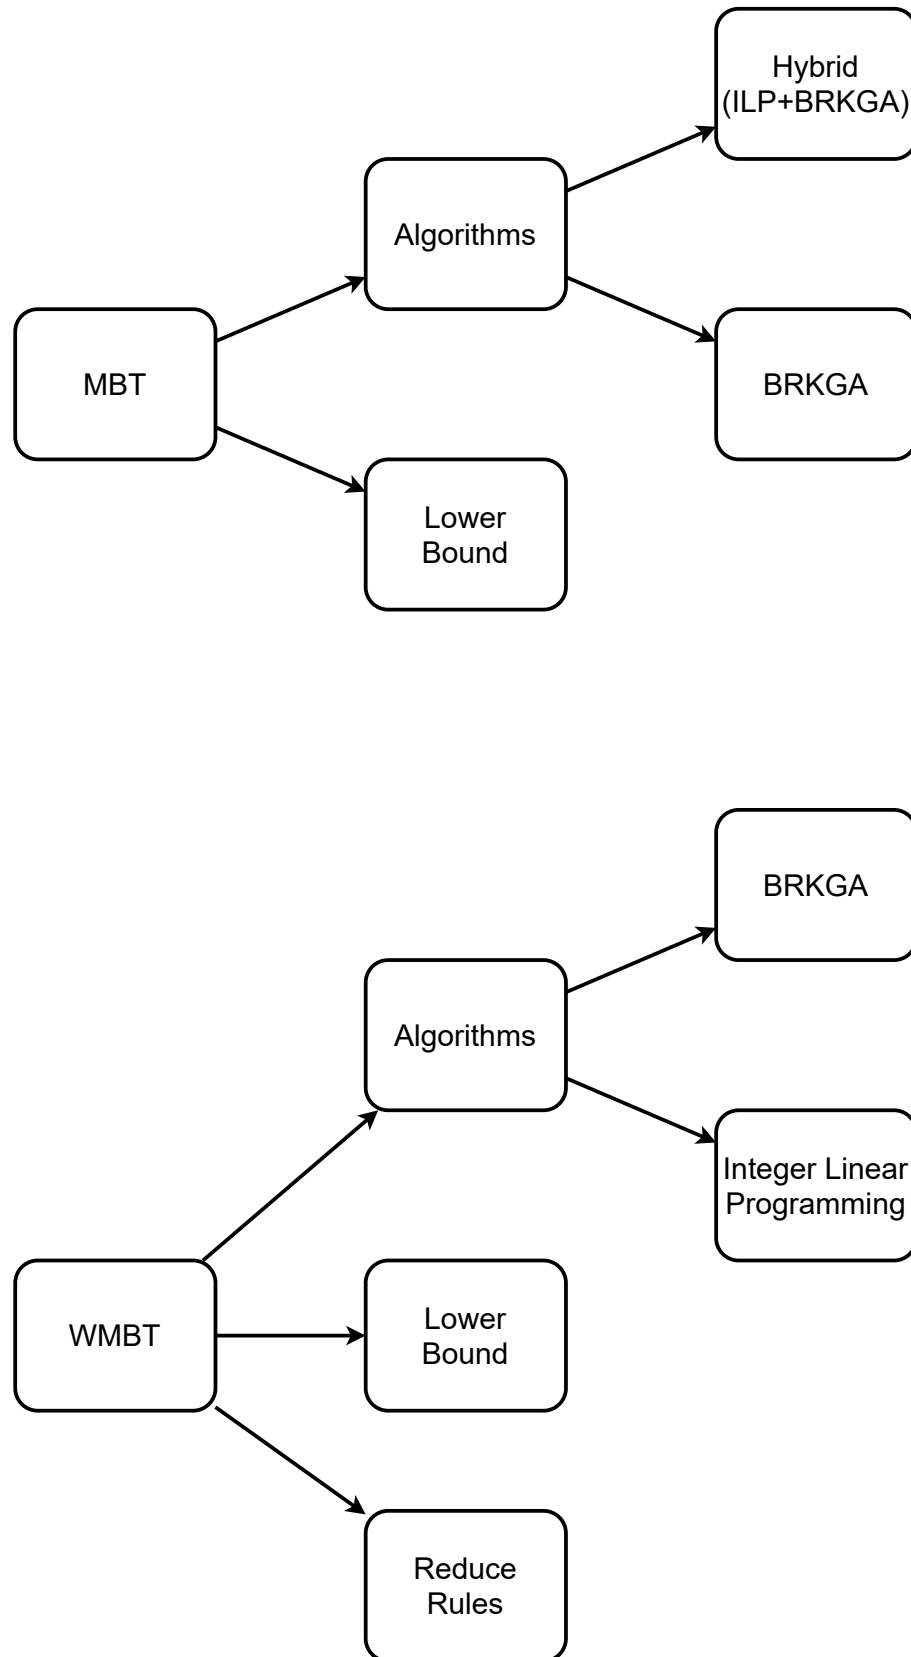 Hybrid
(ILP+BRKGA)
Algorithms
MBT
BRKGA
Lower
Bound
BRKGA
Algorithms
Integer Linear
Programming
WMBT
Lower
Bound
Reduce
Rules